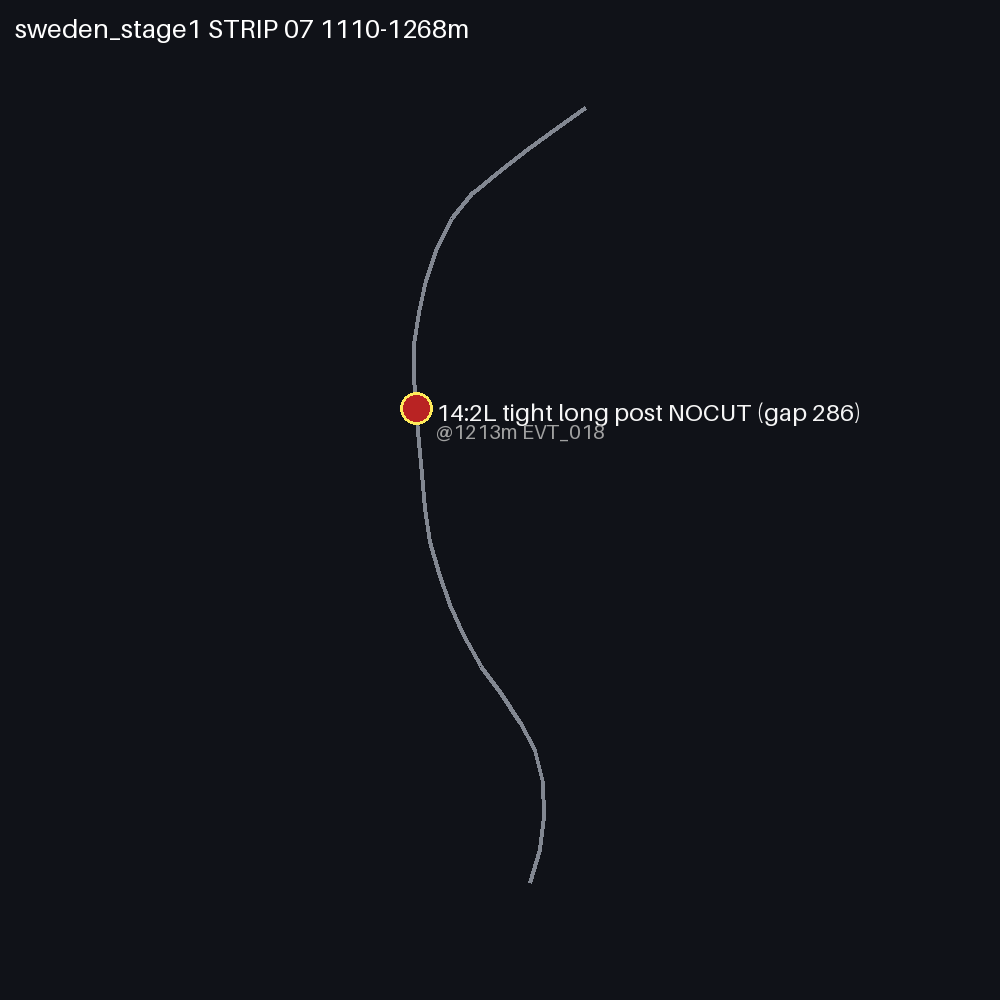 sweden_stage1 STRIP 07 1110-1268m
14:2L tight long post NOCUT (gap 286)
@1213m EVT_018